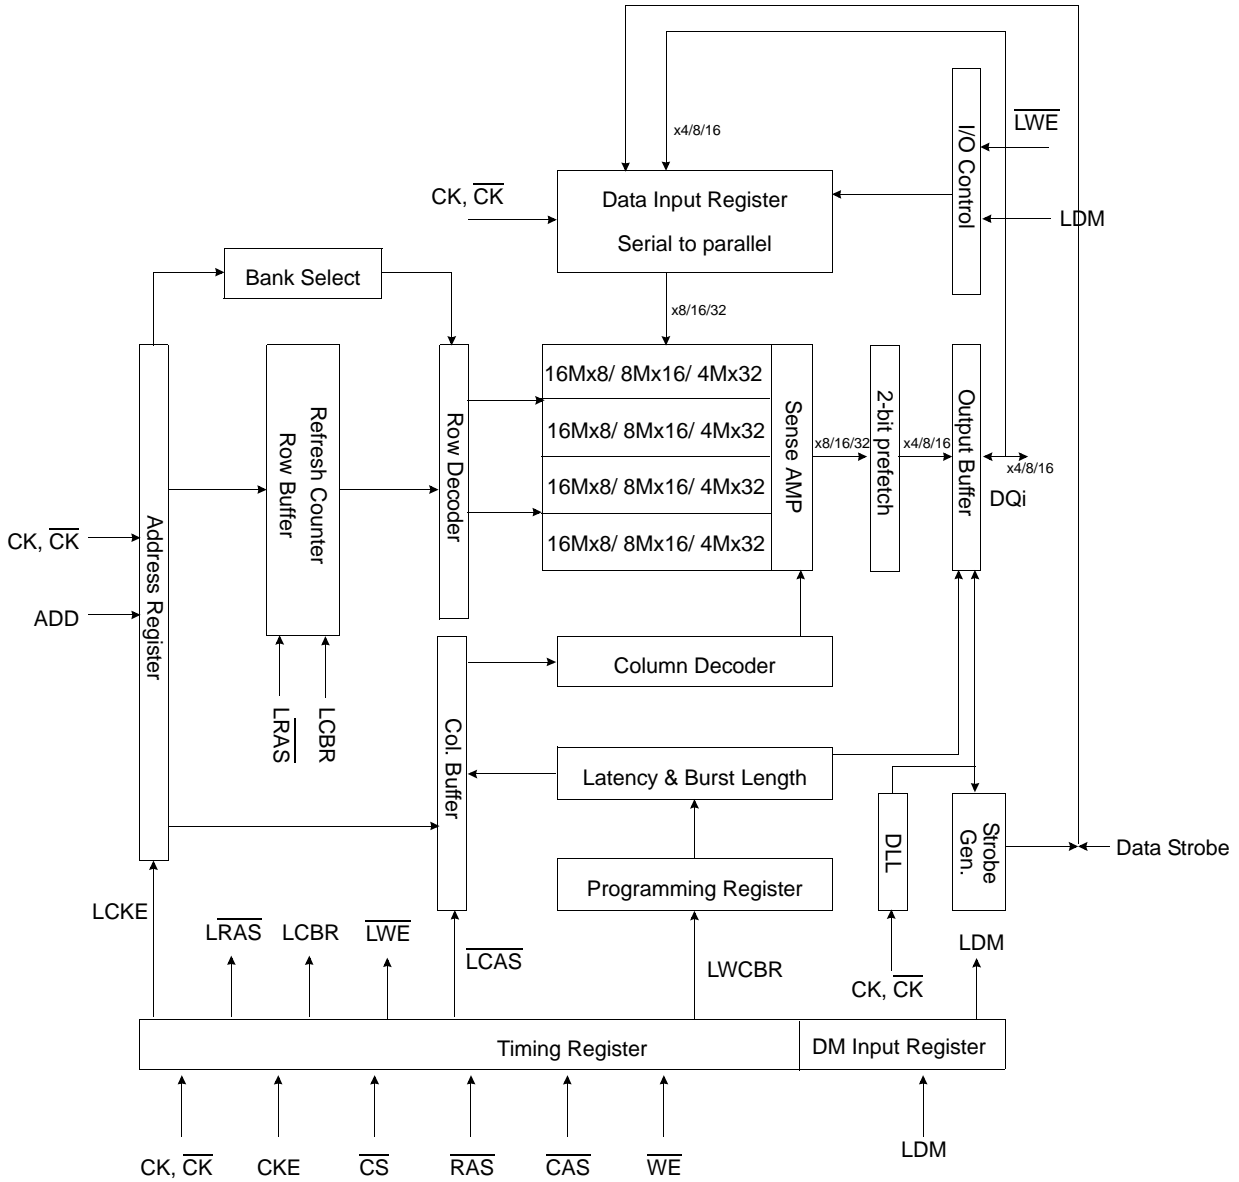 x4/8/16
I/O Control
LWE
LDM
CK, CK
Data Input Register
Serial to parallel
x8/16/32
Bank Select
Address Register
Refresh Counter
Row Buffer
Row Decoder
16Mx8/ 8Mx16/ 4Mx32
16Mx8/ 8Mx16/ 4Mx32
16Mx8/ 8Mx16/ 4Mx32
16Mx8/ 8Mx16/ 4Mx32
Sense AMP
x8/16/32
2-bit prefetch
x4/8/16
Output Buffer
x4/8/16
DQi
CK, CK
ADD
LRAS
LCBR
Col. Buffer
Column Decoder
Latency & Burst Length
Programming Register
DLL
Strobe
Gen.
Data Strobe
LCKE
LRAS
LCBR
LWE
LCAS
LWCBR
CK, CK
LDM
Timing Register
DM Input Register
CK, CK
CKE
CS
RAS
CAS
WE
LDM